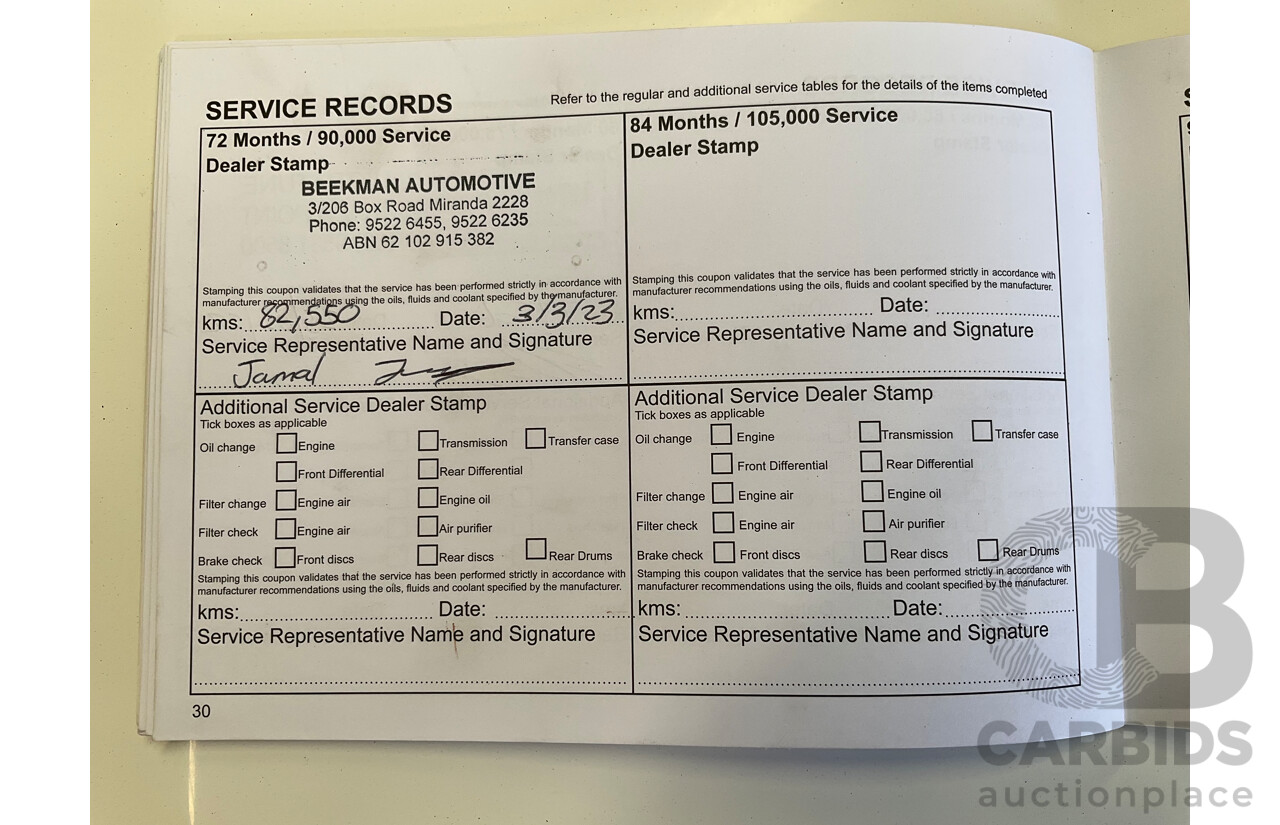 SERVICE RECORDS
Refer to the regular and additional service tables for the details of the items completed
72 Months / 90,000 Service
Dealer Stamp
BEEKMAN AUTOMOTIVE
3/206 Box Road Miranda 2228
Phone: 9522 6455, 9522 6235
ABN 62 102 915 382
Stamping this coupon validates that the service has been performed strictly in accordance with
manufacturer recommendations using the oils, fluids and coolant specified by the manufacturer.
kms: 82,550 Date: 3/3/23
Service Representative Name and Signature
Jamal
84 Months / 105,000 Service
Dealer Stamp
Stamping this coupon validates that the service has been performed strictly in accordance with
manufacturer recommendations using the oils, fluids and coolant specified by the manufacturer.
kms: Date:
Service Representative Name and Signature
Additional Service Dealer Stamp
Tick boxes as applicable
Oil change Engine Transmission Transfer case
Front Differential Rear Differential
Filter change Engine air Engine oil
Filter check Engine air Air purifier
Brake check Front discs Rear discs Rear Drums
Stamping this coupon validates that the service has been performed strictly in accordance with
manufacturer recommendations using the oils, fluids and coolant specified by the manufacturer.
kms: Date:
Service Representative Name and Signature
Additional Service Dealer Stamp
Tick boxes as applicable
Oil change Engine Transmission Transfer case
Front Differential Rear Differential
Filter change Engine air Engine oil
Filter check Engine air Air purifier
Brake check Front discs Rear discs Rear Drums
Stamping this coupon validates that the service has been performed strictly in accordance with
manufacturer recommendations using the oils, fluids and coolant specified by the manufacturer.
kms: Date:
Service Representative Name and Signature
30
CB
CARBIDS
auctionplace